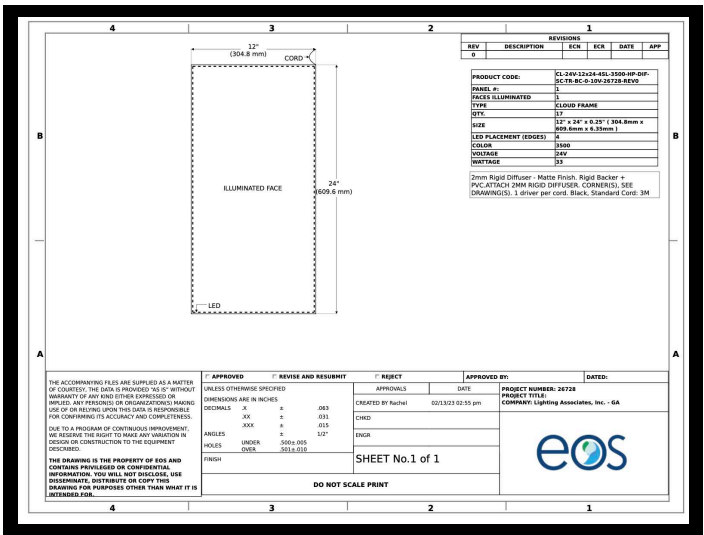 4 3 2 1
REVISIONS
REV DESCRIPTION ECN ECR DATE APP
0
12"
(304.8 mm)
CORD
PRODUCT CODE: CL-24V-12x24-4SL-3500-HP-DIF-
SC-TR-BC-0-10V-26728-REV0
PANEL #: 1
FACES ILLUMINATED 1
TYPE CLOUD FRAME
QTY. 17
SIZE 12" x 24" x 0.25" ( 304.8mm x
609.6mm x 6.35mm )
LED PLACEMENT (EDGES) 4
COLOR 3500
VOLTAGE 24V
WATTAGE 33
B B
2mm Rigid Diffuser - Matte Finish. Rigid Backer +
PVC.ATTACH 2MM RIGID DIFFUSER. CORNER(S), SEE
DRAWING(S). 1 driver per cord. Black, Standard Cord: 3M
ILLUMINATED FACE
24"
(609.6 mm)
LED
A A
THE ACCOMPANYING FILES ARE SUPPLIED AS A MATTER
OF COURTESY, THE DATA IS PROVIDED "AS IS" WITHOUT
WARRANTY OF ANY KIND EITHER EXPRESSED OR
IMPLIED. ANY PERSON(S) OR ORGANIZATION(S) MAKING
USE OF OR RELYING UPON THIS DATA IS RESPONSIBLE
FOR CONFIRMING ITS ACCURACY AND COMPLETENESS.
DUE TO A PROGRAM OF CONTINUOUS IMPROVEMENT,
WE RESERVE THE RIGHT TO MAKE ANY VARIATION IN
DESIGN OR CONSTRUCTION TO THE EQUIPMENT
DESCRIBED.
THE DRAWING IS THE PROPERTY OF EOS AND
CONTAINS PRIVILEGED OR CONFIDENTIAL
INFORMATION. YOU WILL NOT DISCLOSE, USE
DISSEMINATE, DISTRIBUTE OR COPY THIS
DRAWING FOR PURPOSES OTHER THAN WHAT IT IS
INTENDED FOR.
APPROVED REVISE AND RESUBMIT REJECT APPROVED BY: DATED:
UNLESS OTHERWISE SPECIFIED
DIMENSIONS ARE IN INCHES
DECIMALS .X ± .063
.XX ± .031
.XXX ± .015
ANGLES ± 1/2°
HOLES UNDER .500±.005
OVER .501±.010
FINISH
APPROVALS DATE
CREATED BY Rachel 02/13/23 02:55 pm
CHKD
ENGR
SHEET No.1 of 1
DO NOT SCALE PRINT
PROJECT NUMBER: 26728
PROJECT TITLE:
COMPANY: Lighting Associates, Inc. - GA
eos
4 3 2 1